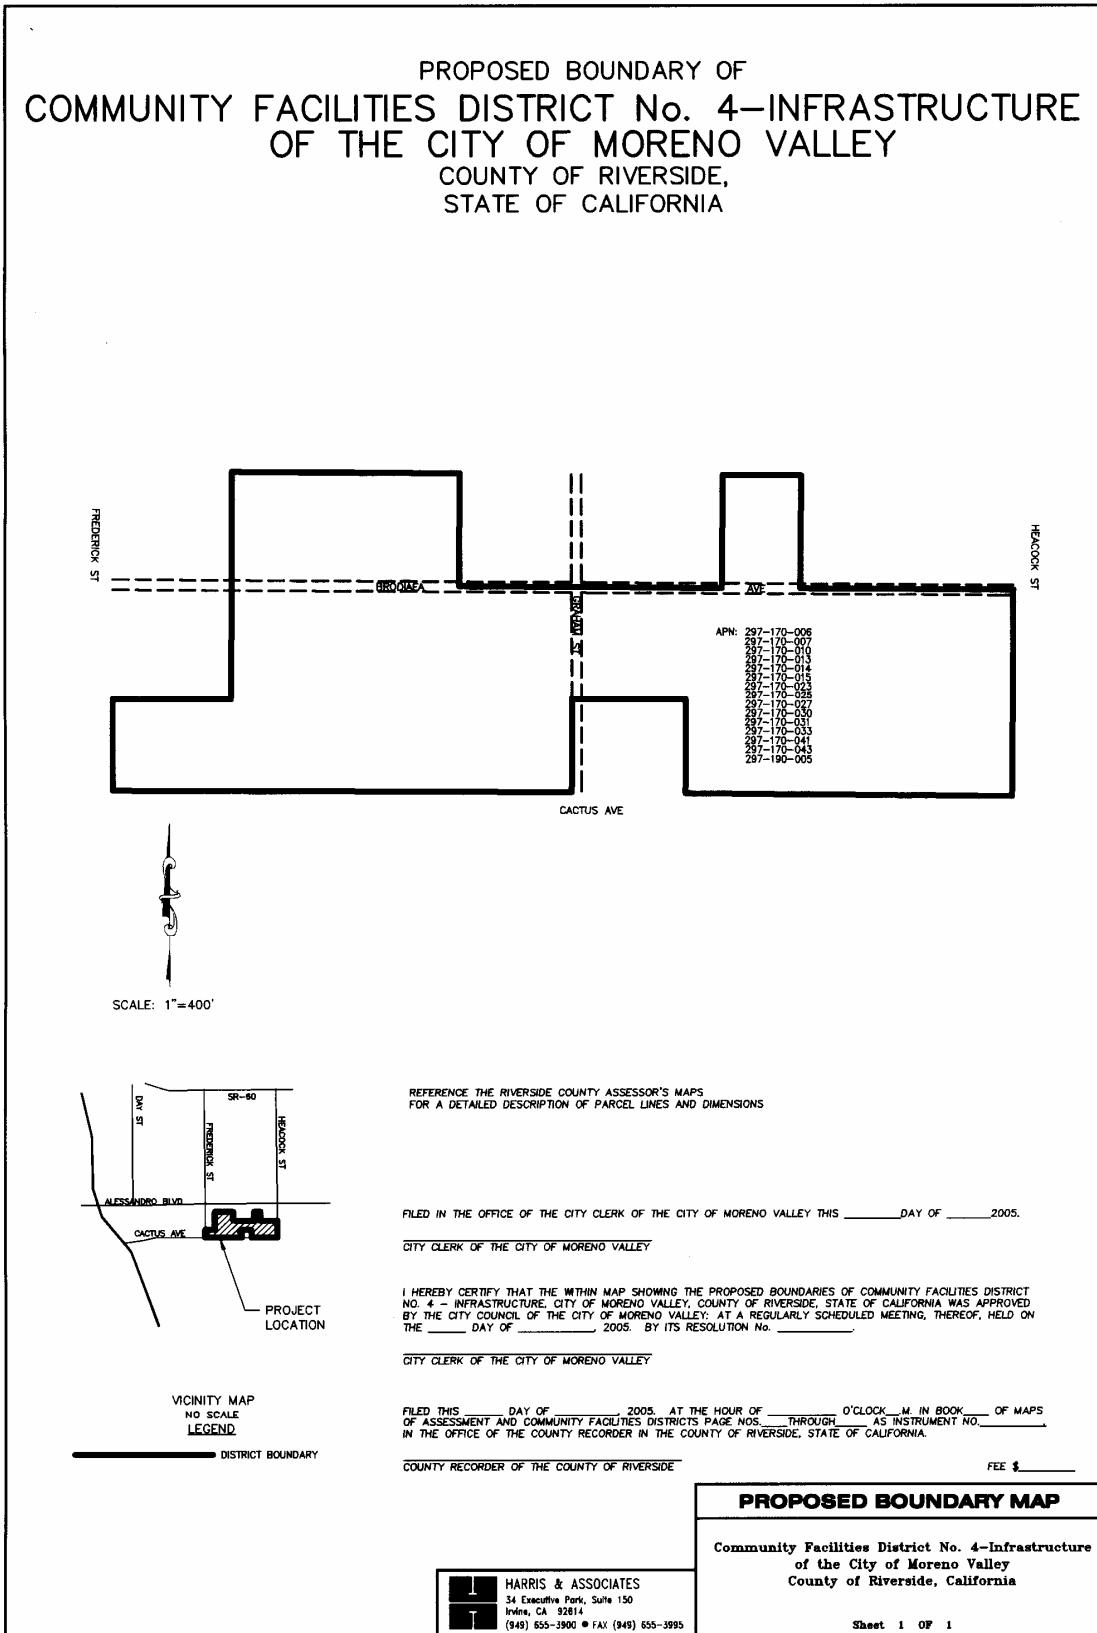 PROPOSED BOUNDARY OF
COMMUNITY FACILITIES DISTRICT No. 4-INFRASTRUCTURE
OF THE CITY OF MORENO VALLEY
COUNTY OF RIVERSIDE,
STATE OF CALIFORNIA
FREDERICK ST
HEACOCK ST
BRODIAEA
AVE
GRAHAM ST
APN: 297-170-006
297-170-007
297-170-010
297-170-013
297-170-014
297-170-015
297-170-023
297-170-025
297-170-027
297-170-030
297-170-031
297-170-033
297-170-041
297-170-043
297-190-005
CACTUS AVE
SCALE: 1"=400'
DAY ST
SR-60
FREDERICK ST
HEACOCK ST
ALESSANDRO BLVD
CACTUS AVE
PROJECT
LOCATION
VICINITY MAP
NO SCALE
LEGEND
DISTRICT BOUNDARY
REFERENCE THE RIVERSIDE COUNTY ASSESSOR'S MAPS
FOR A DETAILED DESCRIPTION OF PARCEL LINES AND DIMENSIONS
FILED IN THE OFFICE OF THE CITY CLERK OF THE CITY OF MORENO VALLEY THIS ________DAY OF ______2005.
CITY CLERK OF THE CITY OF MORENO VALLEY
I HEREBY CERTIFY THAT THE WITHIN MAP SHOWING THE PROPOSED BOUNDARIES OF COMMUNITY FACILITIES DISTRICT
NO. 4 - INFRASTRUCTURE, CITY OF MORENO VALLEY, COUNTY OF RIVERSIDE, STATE OF CALIFORNIA WAS APPROVED
BY THE CITY COUNCIL OF THE CITY OF MORENO VALLEY: AT A REGULARLY SCHEDULED MEETING, THEREOF, HELD ON
THE _____ DAY OF __________, 2005. BY ITS RESOLUTION No. __________.
CITY CLERK OF THE CITY OF MORENO VALLEY
FILED THIS _____ DAY OF ________, 2005. AT THE HOUR OF _________ O'CLOCK__.M. IN BOOK___ OF MAPS
OF ASSESSMENT AND COMMUNITY FACILITIES DISTRICTS PAGE NOS.___THROUGH____ AS INSTRUMENT NO.________,
IN THE OFFICE OF THE COUNTY RECORDER IN THE COUNTY OF RIVERSIDE, STATE OF CALIFORNIA.
COUNTY RECORDER OF THE COUNTY OF RIVERSIDE
FEE $_______
PROPOSED BOUNDARY MAP
Community Facilities District No. 4-Infrastructure
of the City of Moreno Valley
County of Riverside, California
Sheet 1 OF 1
HARRIS & ASSOCIATES
34 Executive Park, Suite 150
Irvine, CA 92614
(949) 655-3900 • FAX (949) 655-3995